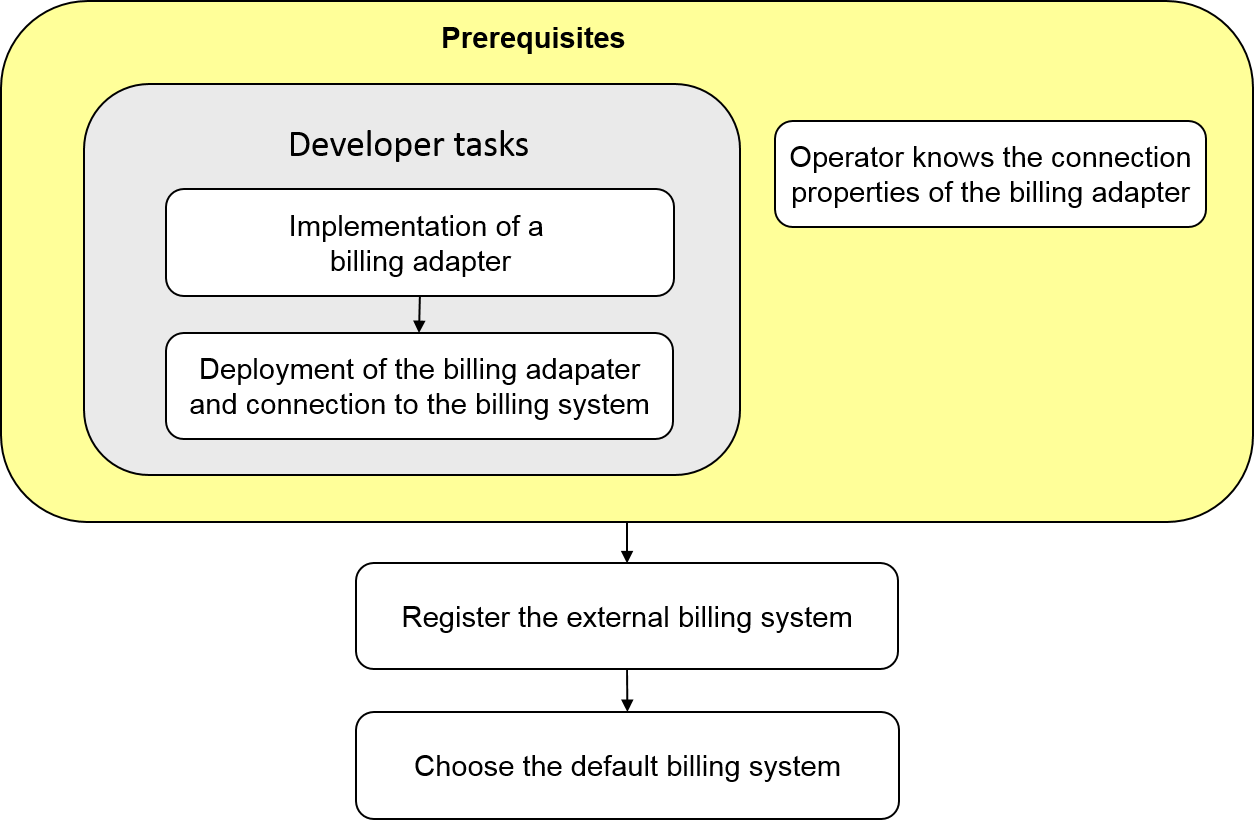 Prerequisites
Developer tasks
Implementation of a
billing adapter
Deployment of the billing adapater
and connection to the billing system
Operator knows the connection
properties of the billing adapter
Register the external billing system
Choose the default billing system